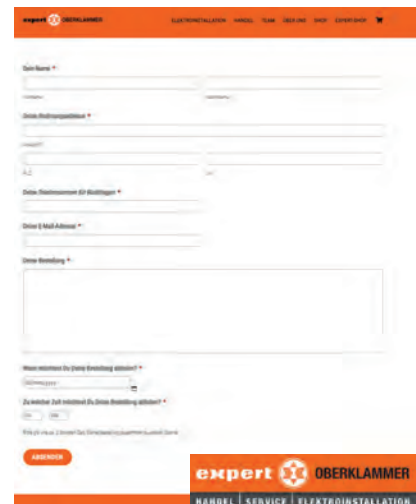 expert OBERKLAMMER
ELEKTROINSTALLATION HANDEL TEAM ÜBER UNS SHOP EXPERT-SHOP
Dein Name *
Deine Rechnungsadresse *
PLZ
Ort
Deine Telefonnummer für Rückfragen *
Deine E-Mail-Adresse *
Deine Bestellung *
Wann möchtest Du Deine Bestellung abholen? *
Zu welcher Zeit möchtest Du Deine Bestellung abholen? *
ABSENDEN
expert OBERKLAMMER
HANDEL | SERVICE | ELEKTROINSTALLATION